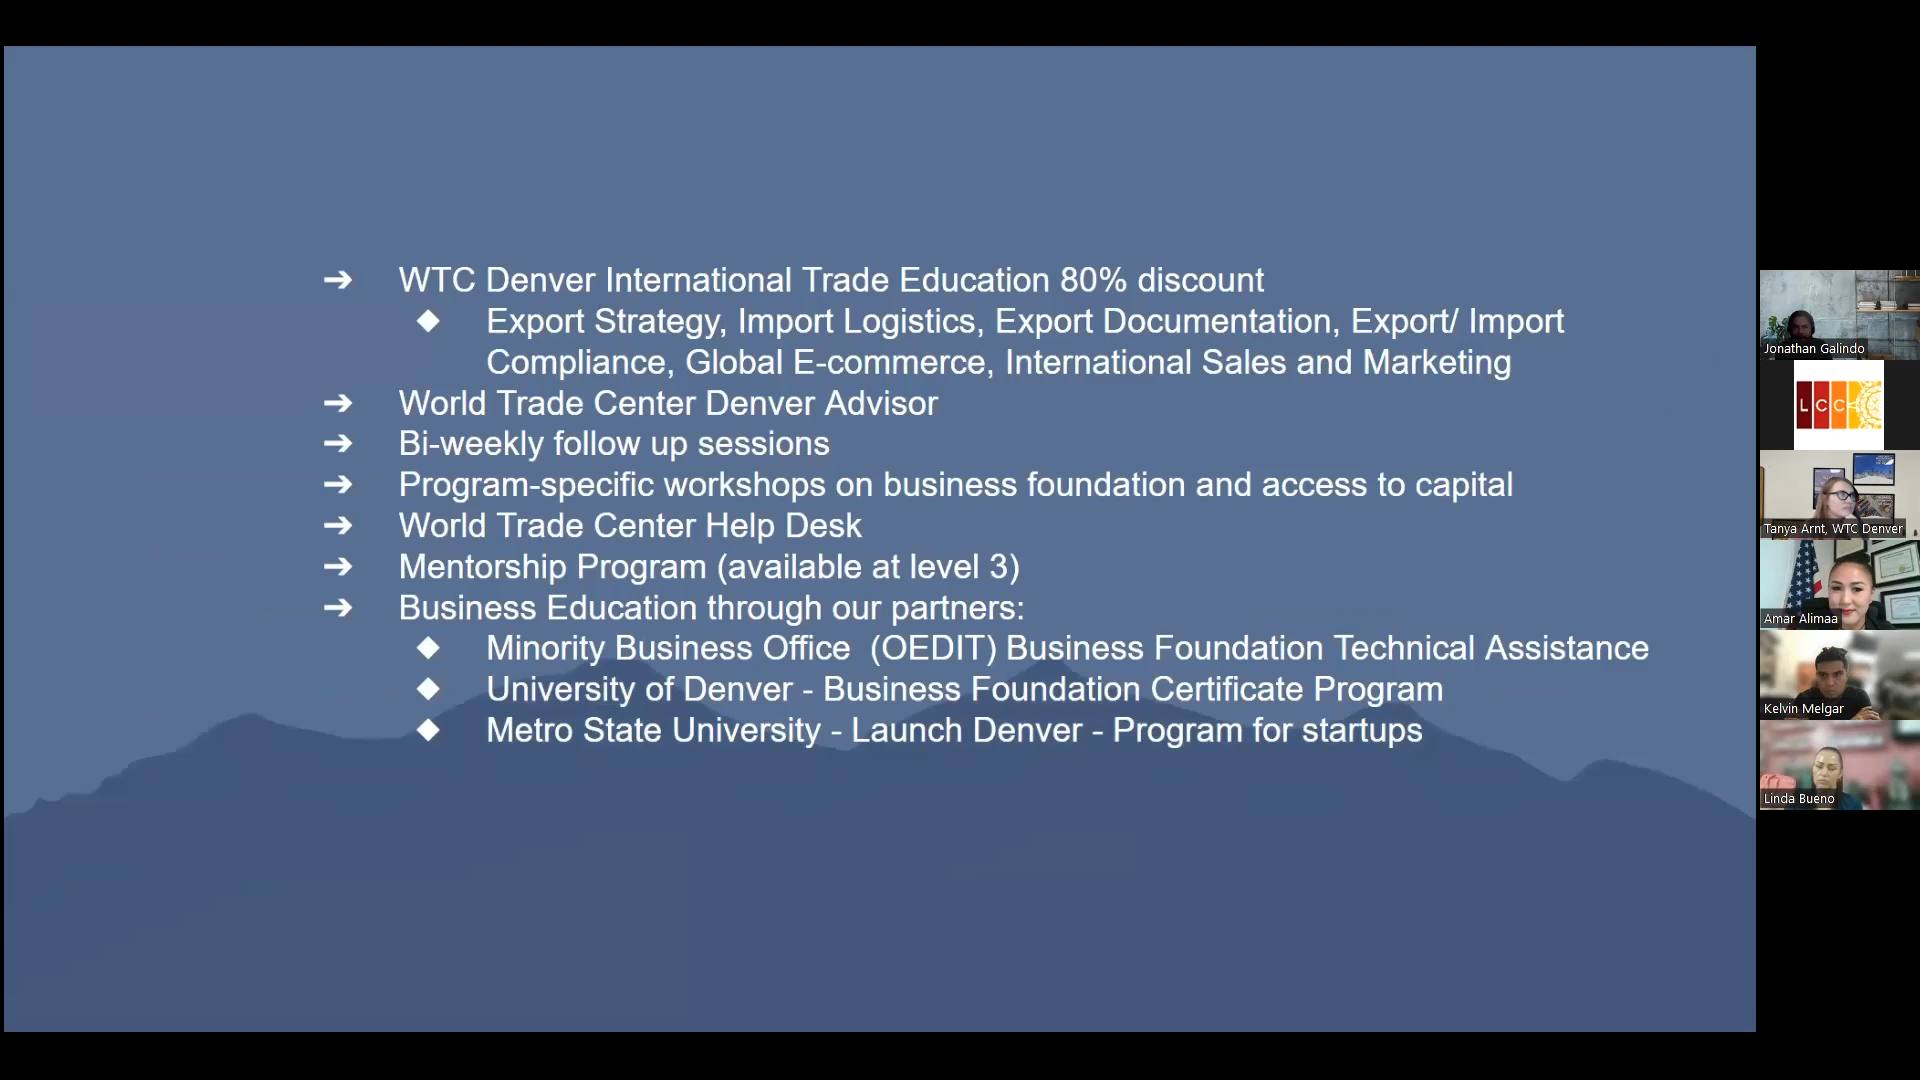 ➔ WTC Denver International Trade Education 80% discount
◆ Export Strategy, Import Logistics, Export Documentation, Export/ Import
Compliance, Global E-commerce, International Sales and Marketing
➔ World Trade Center Denver Advisor
➔ Bi-weekly follow up sessions
➔ Program-specific workshops on business foundation and access to capital
➔ World Trade Center Help Desk
➔ Mentorship Program (available at level 3)
➔ Business Education through our partners:
◆ Minority Business Office  (OEDIT) Business Foundation Technical Assistance
◆ University of Denver - Business Foundation Certificate Program
◆ Metro State University - Launch Denver - Program for startups
Jonathan Galindo
LCC
Tanya Arnt, WTC Denver
Amar Alimaa
Kelvin Melgar
Linda Bueno